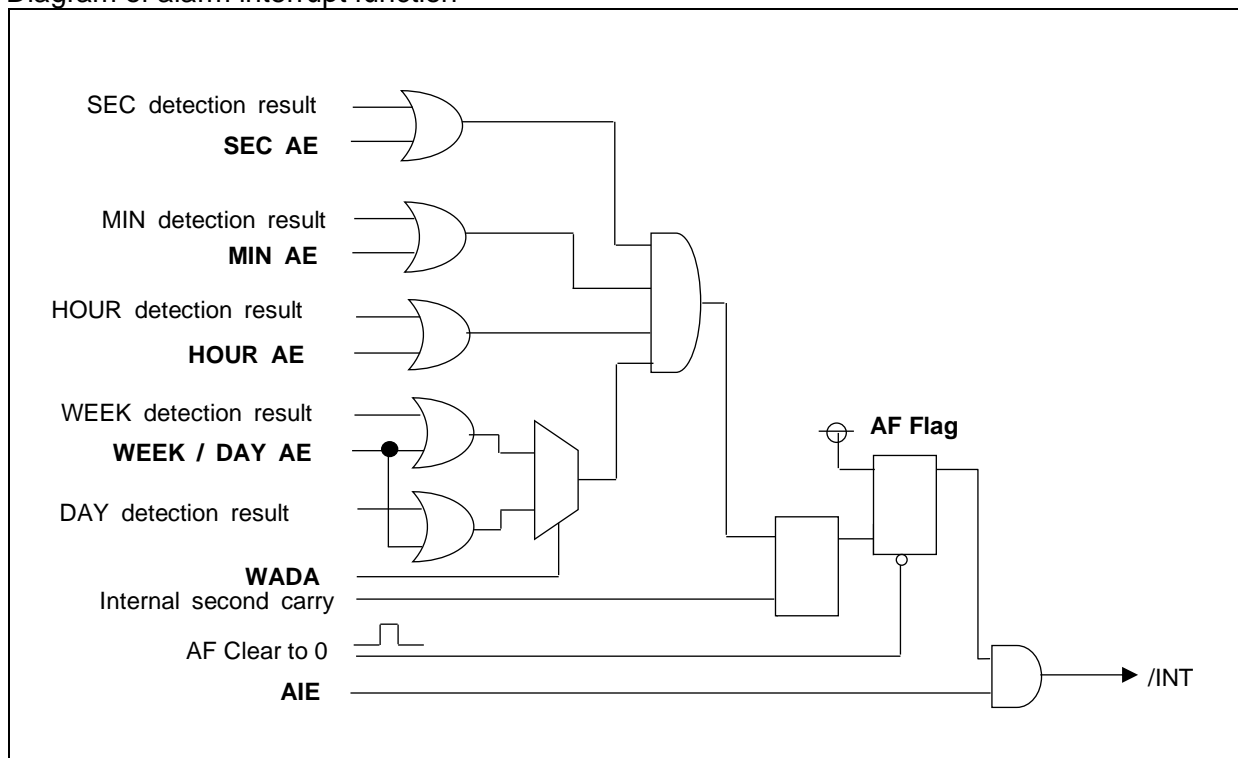 Diagram of alarm interrupt function
SEC detection result
SEC AE
MIN detection result
MIN AE
HOUR detection result
HOUR AE
WEEK detection result
WEEK / DAY AE
DAY detection result
WADA
Internal second carry
AF Clear to 0
AIE
AF Flag
/INT